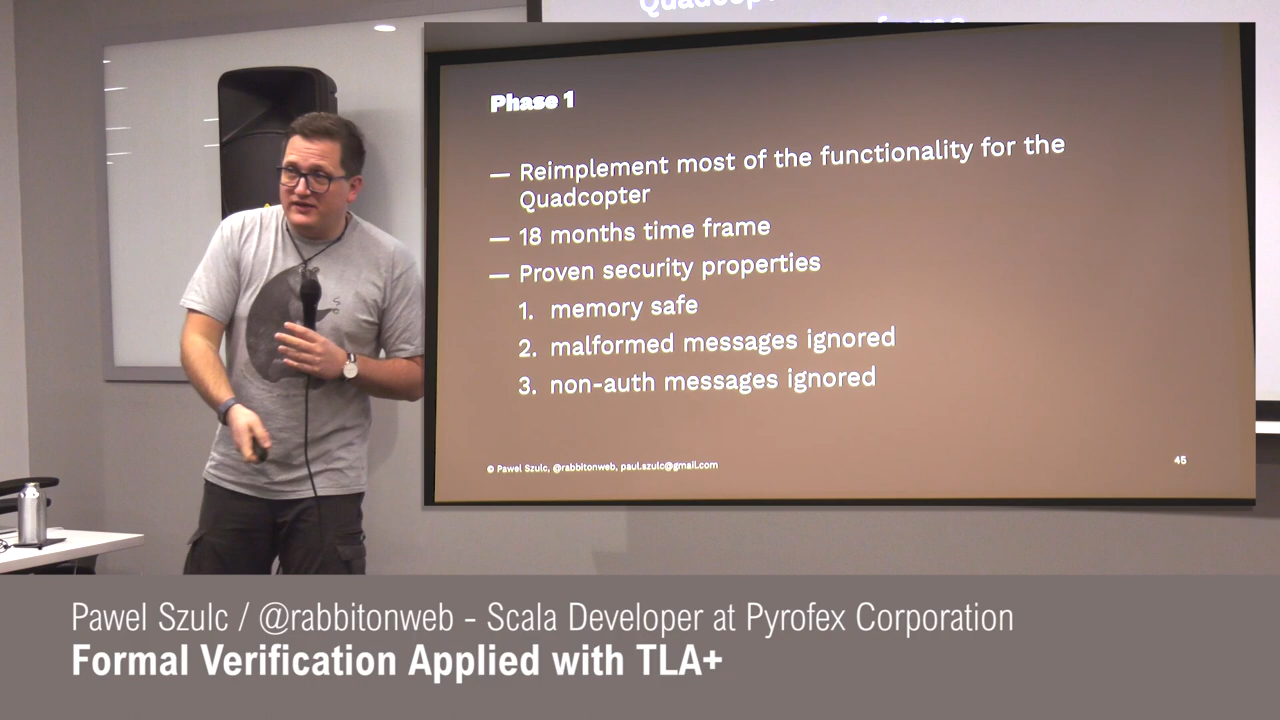 Quadcop
frame
Phase 1
— Reimplement most of the functionality for the
Quadcopter
— 18 months time frame
— Proven security properties
1. memory safe
2. malformed messages ignored
3. non-auth messages ignored
© Pawel Szulc, @rabbitonweb, paul.szulc@gmail.com
45
Pawel Szulc / @rabbitonweb - Scala Developer at Pyrofex Corporation
Formal Verification Applied with TLA+